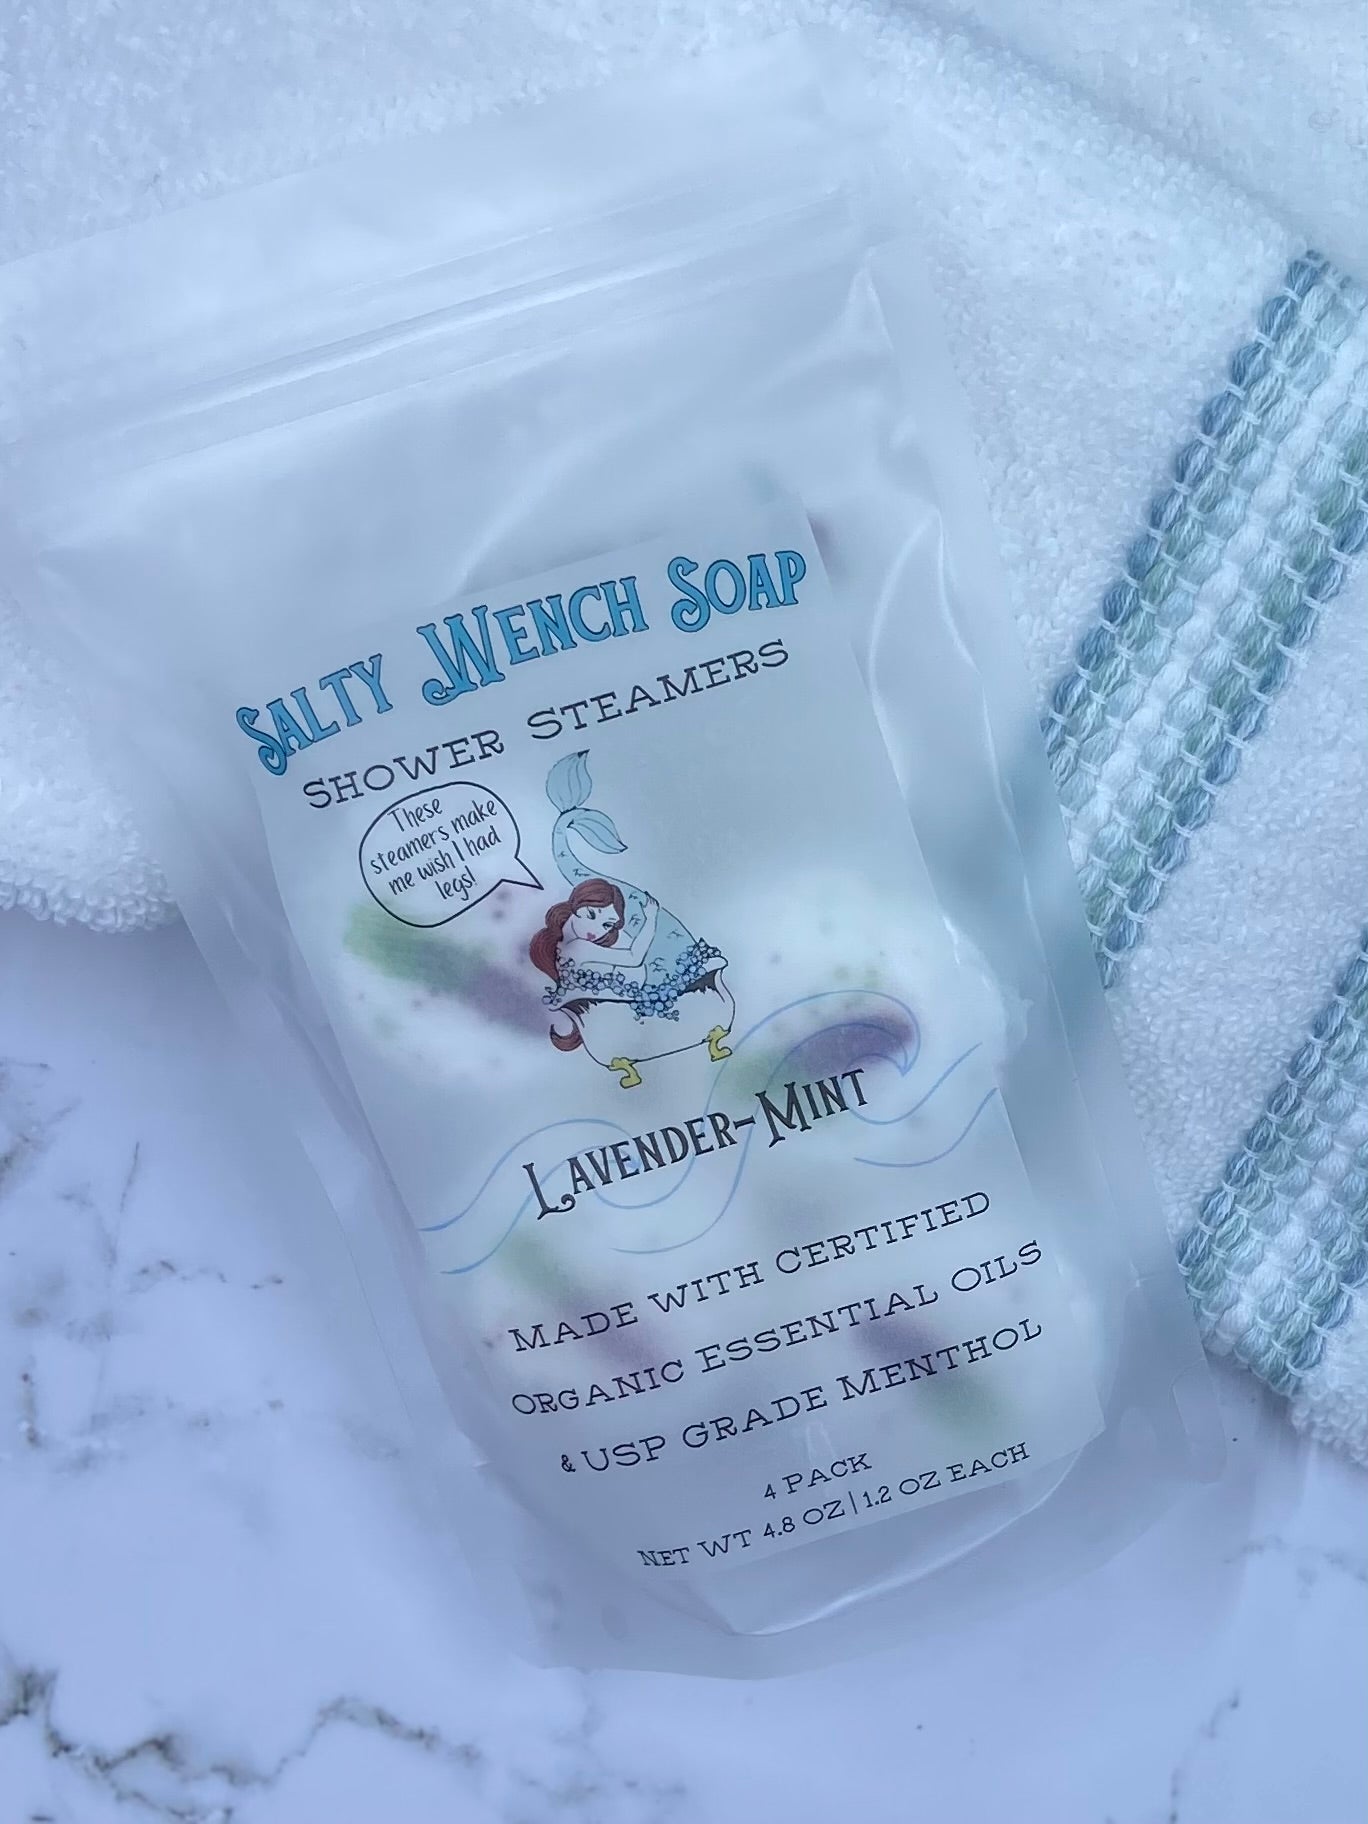 Salty Wench Soap
Shower Steamers
These
steamers make
me wish I had
legs!
Lavender-Mint
Made with Certified
Organic Essential Oils
& USP Grade Menthol
4 Pack
Net Wt 4.8 oz | 1.2 oz each